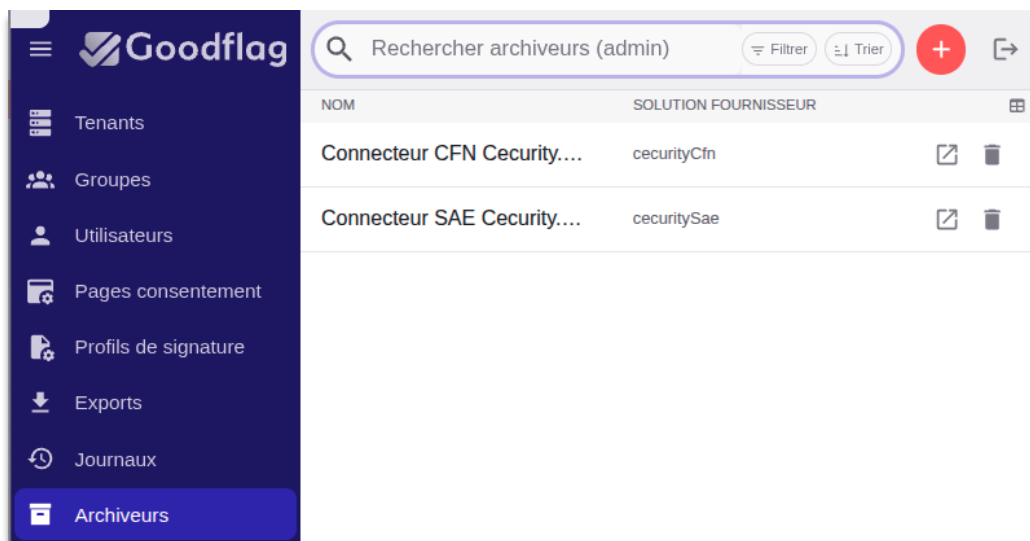 Goodflag
Rechercher archiveurs (admin)
Filtrer
Trier
Tenants
Groupes
Utilisateurs
Pages consentement
Profils de signature
Exports
Journaux
Archiveurs
NOM SOLUTION FOURNISSEUR
Connecteur CFN Cecurity.... cecurityCfn
Connecteur SAE Cecurity.... cecuritySae